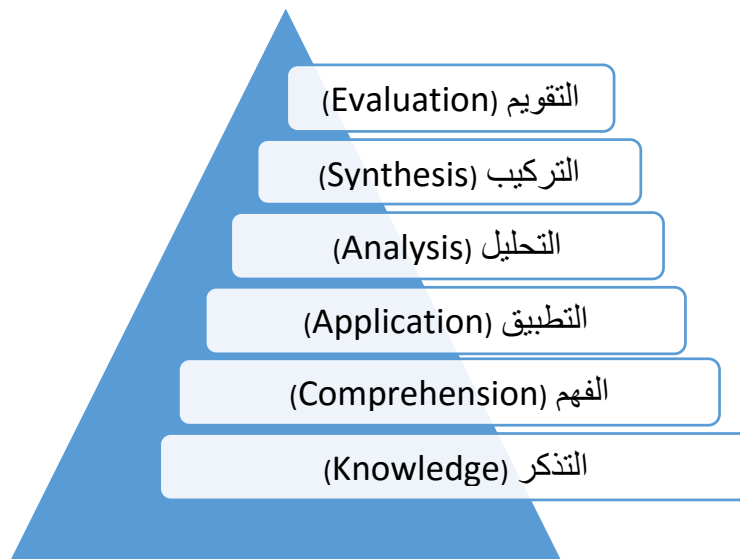 التقويم (Evaluation)
التركيب (Synthesis)
التحليل (Analysis)
التطبيق (Application)
الفهم (Comprehension)
التذكر (Knowledge)